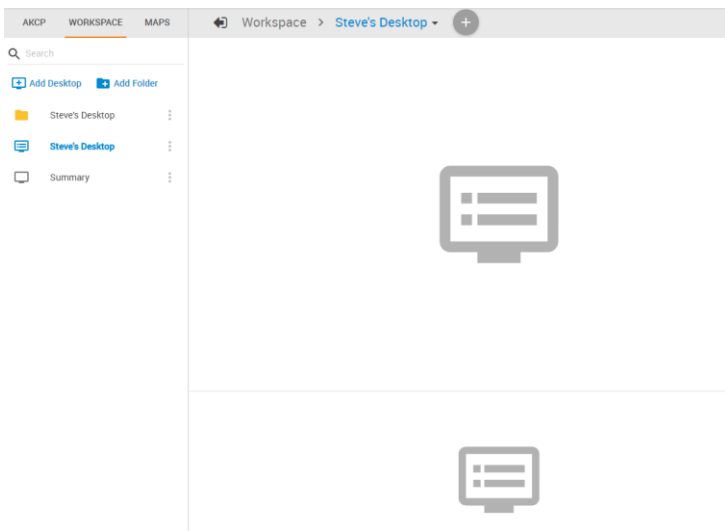 AKCP WORKSPACE MAPS
Workspace > Steve's Desktop
Search
Add Desktop Add Folder
Steve's Desktop
Steve's Desktop
Summary